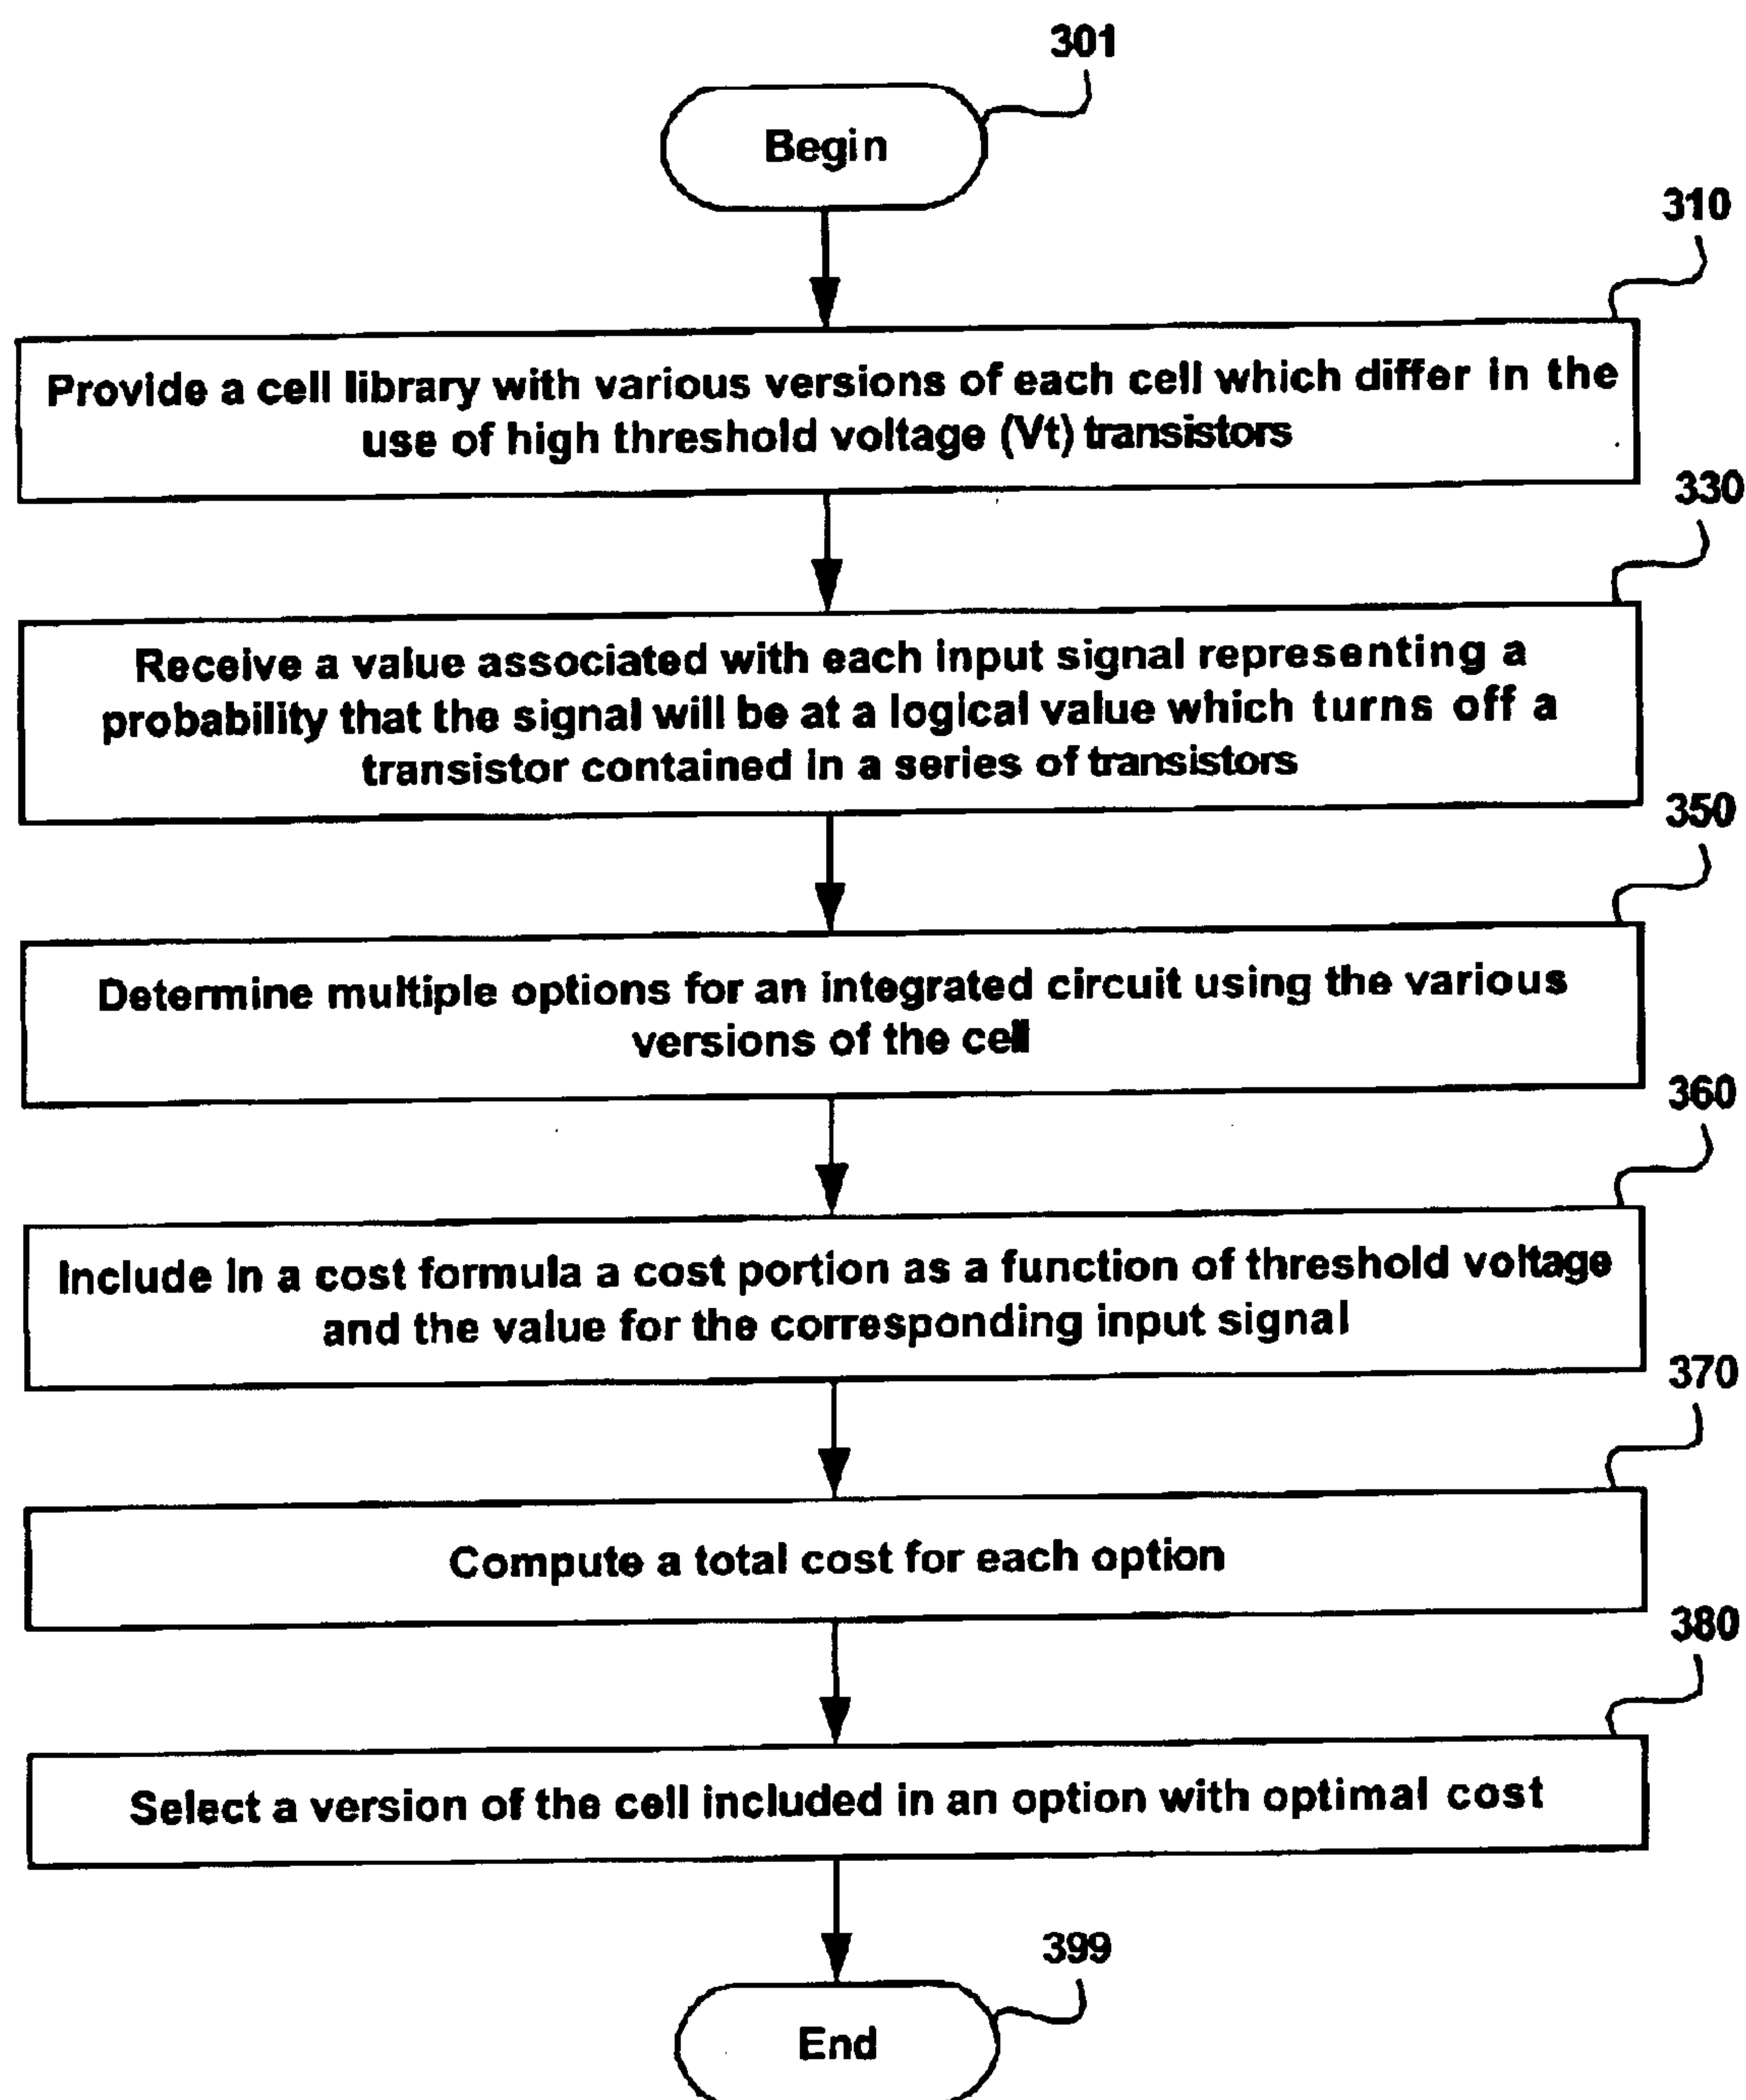 301
Begin
310
Provide a cell library with various versions of each cell which differ in the
use of high threshold voltage (Vt) transistors
330
Receive a value associated with each input signal representing a
probability that the signal will be at a logical value which turns off a
transistor contained in a series of transistors
350
Determine multiple options for an integrated circuit using the various
versions of the cell
360
Include in a cost formula a cost portion as a function of threshold voltage
and the value for the corresponding input signal
370
Compute a total cost for each option
380
Select a version of the cell included in an option with optimal cost
399
End